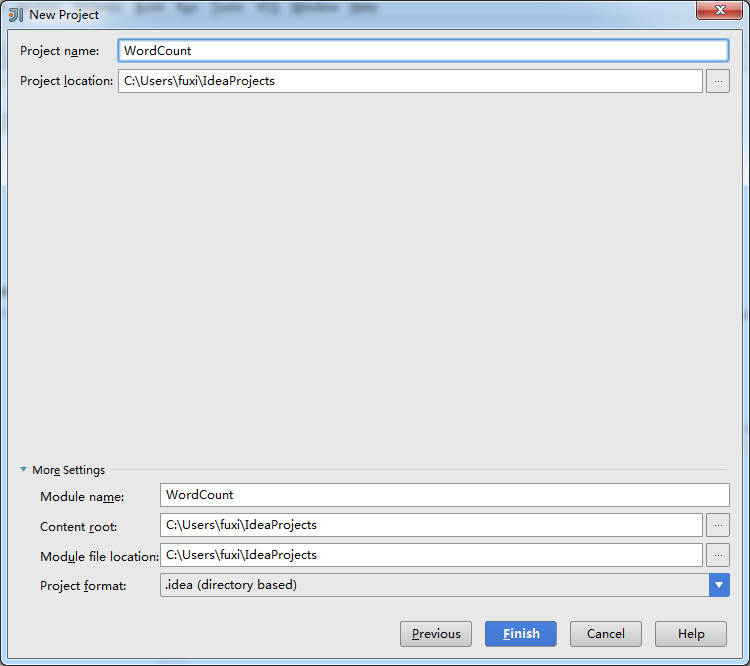 New Project
Project name: WordCount
Project location: C:\Users\fuxi\IdeaProjects ...
More Settings
Module name: WordCount
Content root: C:\Users\fuxi\IdeaProjects ...
Module file location: C:\Users\fuxi\IdeaProjects ...
Project format: .idea (directory based)
Previous Finish Cancel Help